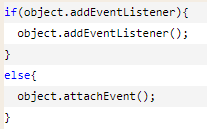 if(object.addEventListener){
  object.addEventListener();
}
else{
  object.attachEvent();
}